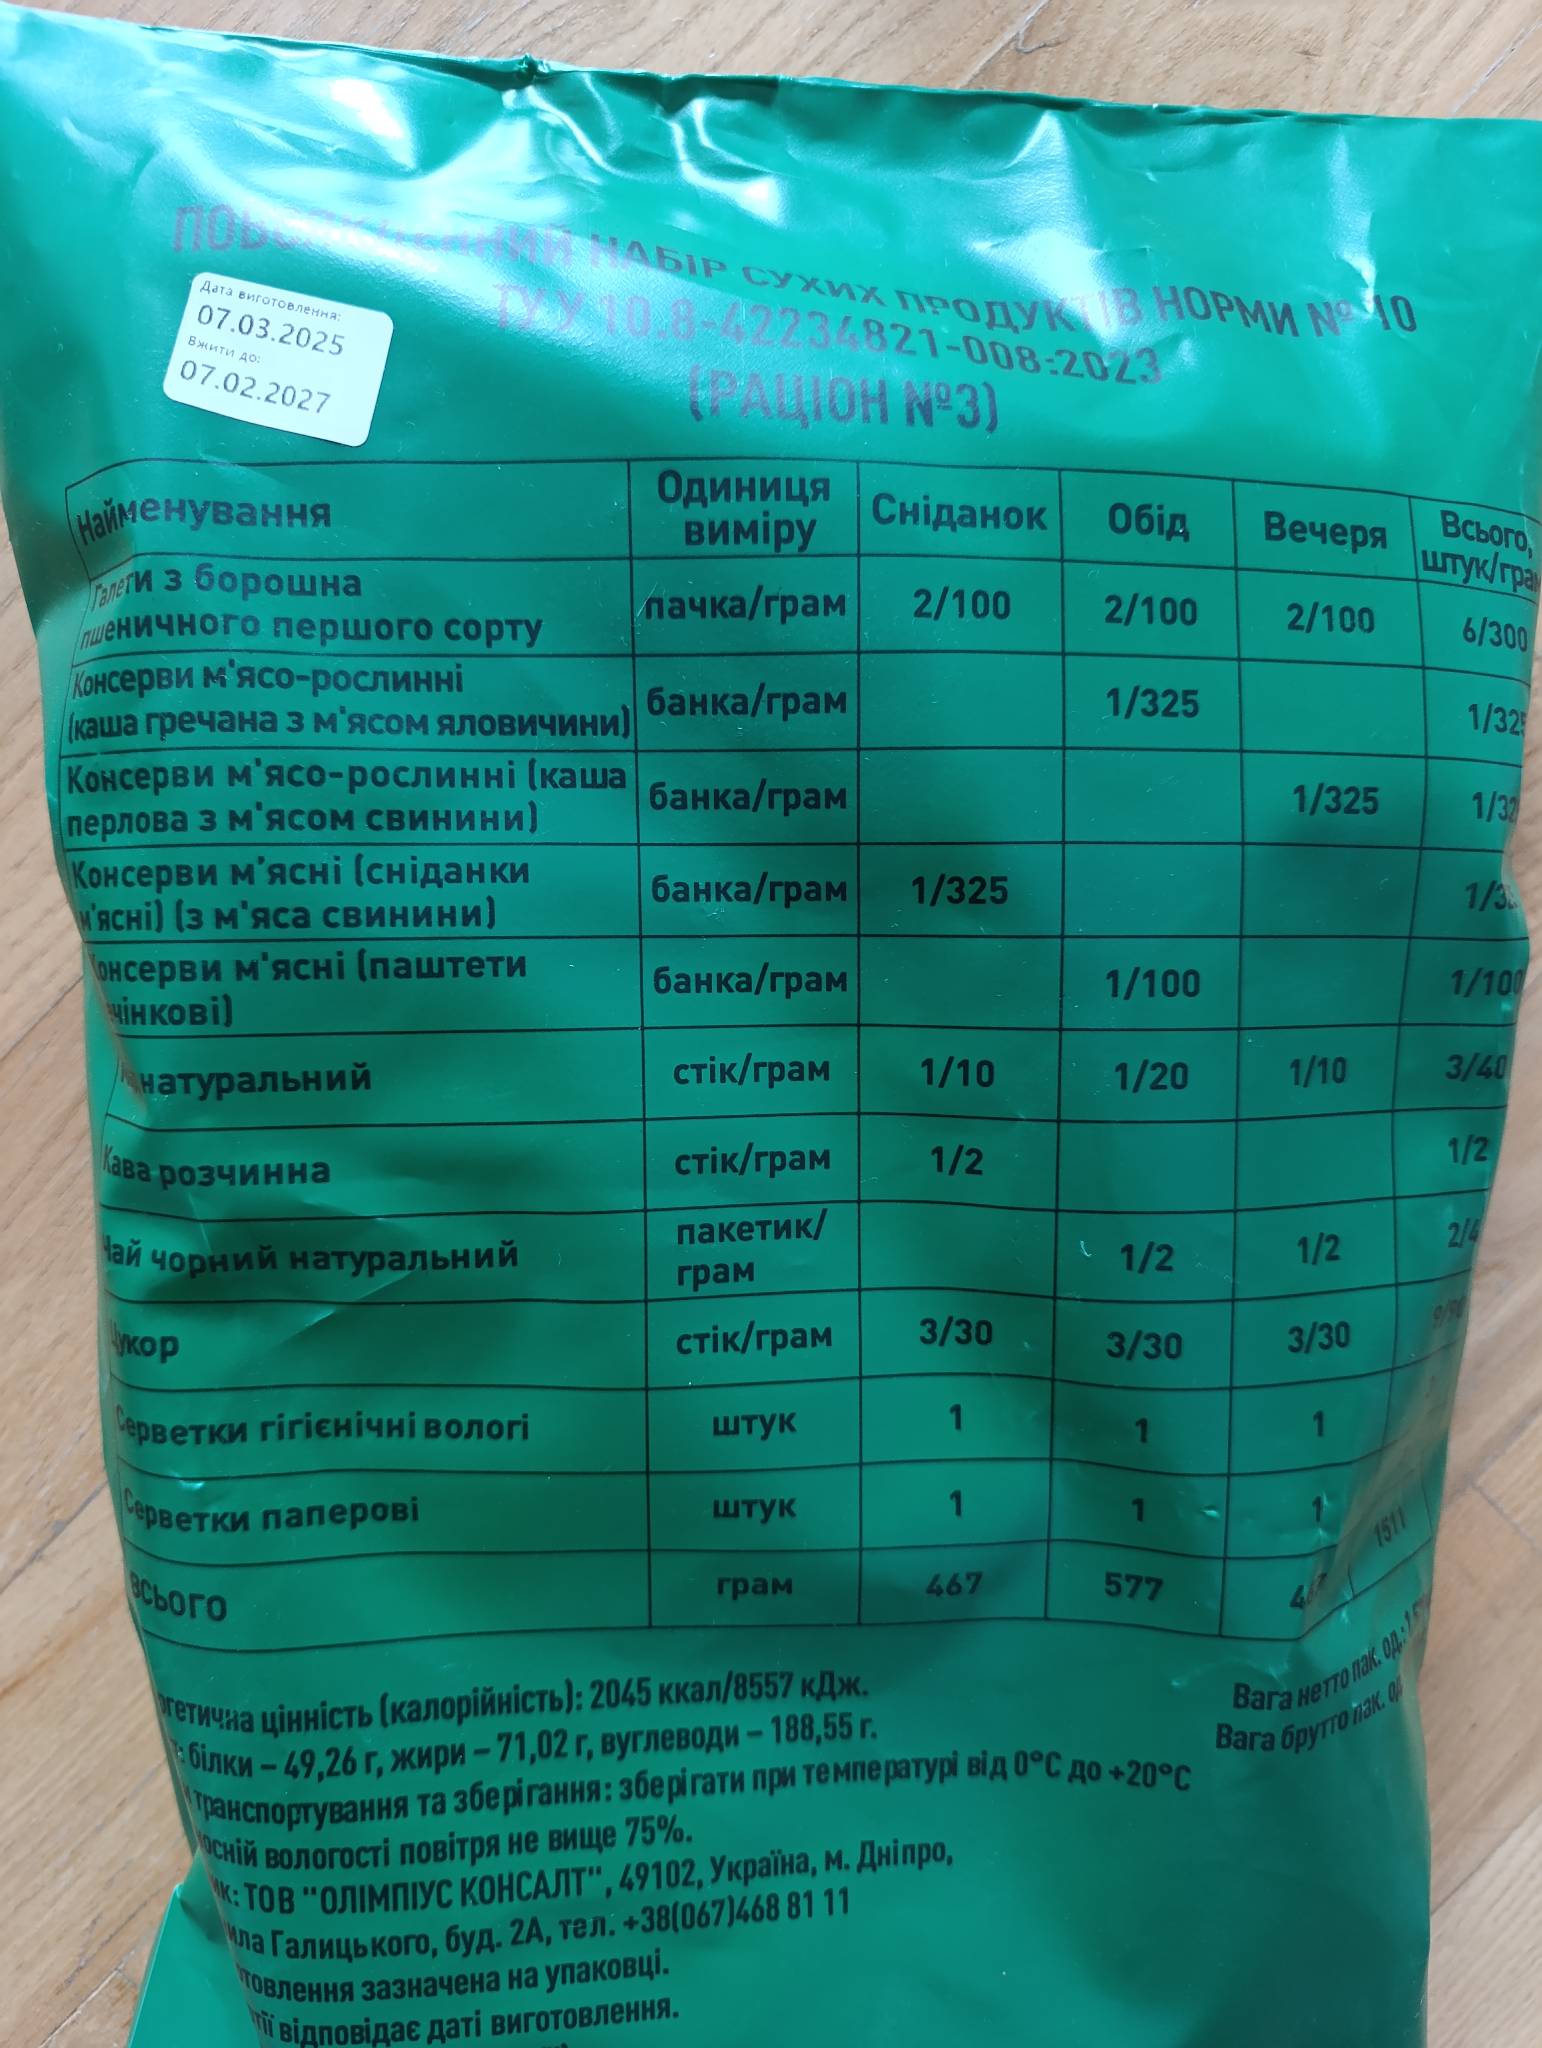 НАБІР СУХИХ ПРОДУКТІВ НОРМИ № 10
ТУ У 10.8-42234821-008:2023
(РАЦІОН №3)
Дата виготовлення:
07.03.2025
Вжити до:
07.02.2027
Найменування
Одиниця
виміру
Сніданок
Обід
Вечеря
Всього,
Галети з борошна
пшеничного першого сорту
пачка/грам
2/100
2/100
2/100
6/300
Консерви м'ясо-рослинні
(каша гречана з м'ясом яловичини)
банка/грам
1/325
1/325
Консерви м'ясо-рослинні (каша
перлова з м'ясом свинини)
банка/грам
1/325
Консерви м'ясні (сніданки
м'ясні) (з м'яса свинини)
банка/грам
1/325
Консерви м'ясні (паштети
банка/грам
1/100
1/100
натуральний
стік/грам
1/10
1/20
1/10
3/40
Кава розчинна
стік/грам
1/2
1/2
Чай чорний натуральний
пакетик/
грам
1/2
1/2
2/4
Цукор
стік/грам
3/30
3/30
3/30
Серветки гігієнічні вологі
штук
1
1
1
Серветки паперові
штук
1
1
1
ВСЬОГО
грам
467
577
1511
цінність (калорійність): 2045 ккал/8557 кДж.
білки – 49,26 г, жири – 71,02 г, вуглеводи – 188,55 г.
транспортування та зберігання: зберігати при температурі від 0°С до +20°С
вологості повітря не вище 75%.
ТОВ "ОЛІМПІУС КОНСАЛТ", 49102, Україна, м. Дніпро,
Галицького, буд. 2А, тел. +38(067)468 81 11
зазначена на упаковці.
відповідає даті виготовлення.
Вага нетто пак. од.:
Вага брутто пак.